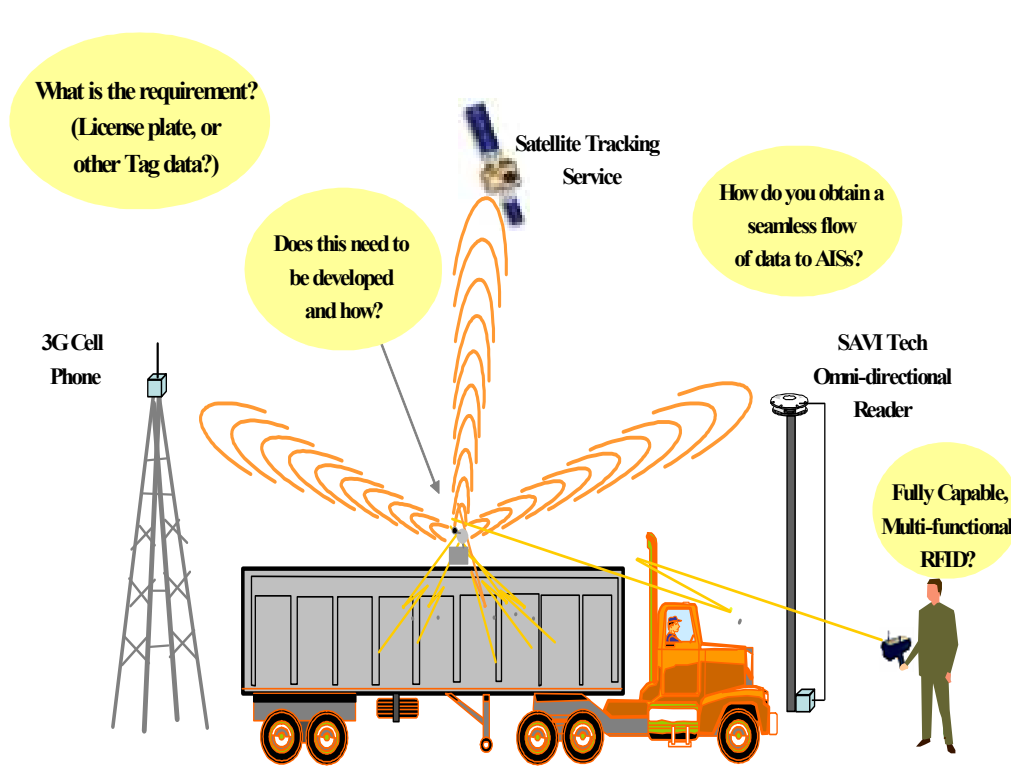 What is the requirement?
(License plate, or
other Tag data?)
Satellite Tracking
Service
How do you obtain a
seamless flow
of data to AISs?
Does this need to
be developed
and how?
3G Cell
Phone
SAVI Tech
Omni-directional
Reader
Fully Capable,
Multi-functional
RFID?